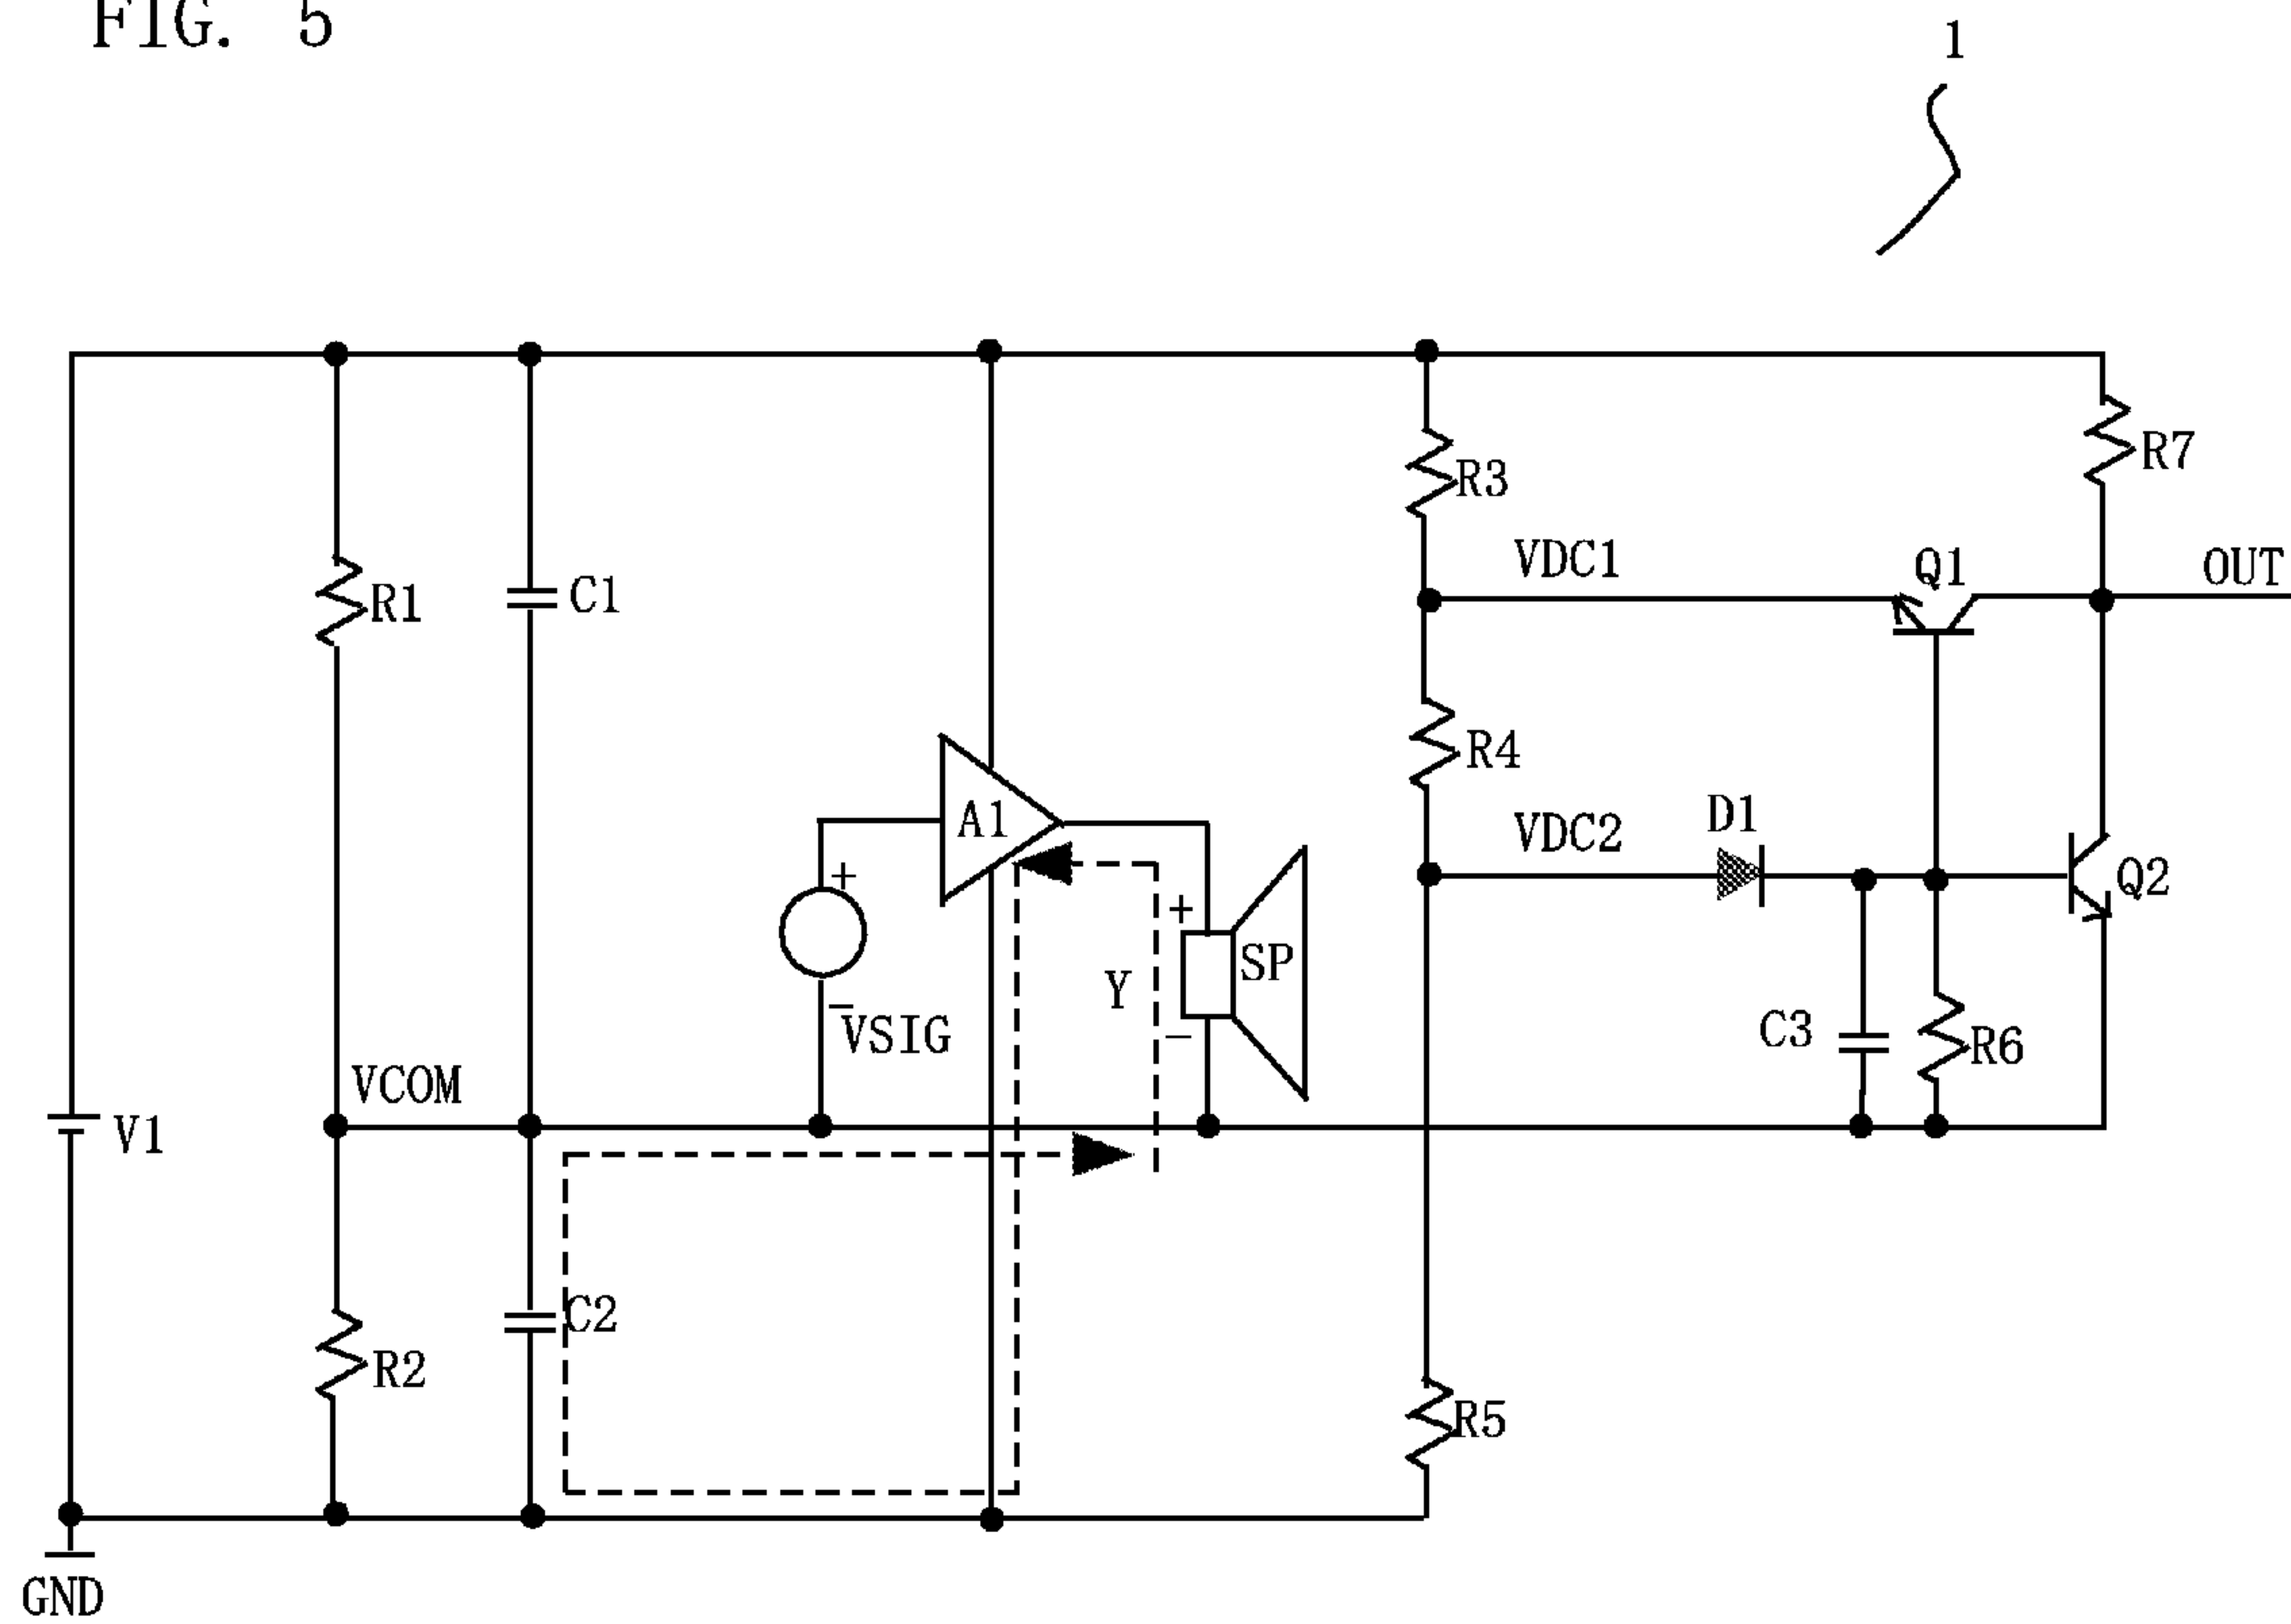 FIG. 5
1
R7
R3
VDC1
Q1
OUT
R1
C1
R4
A1
VDC2
D1
Q2
+
+
SP
Y
C3
R6
−
VSIG
−
VCOM
V1
C2
R2
R5
GND